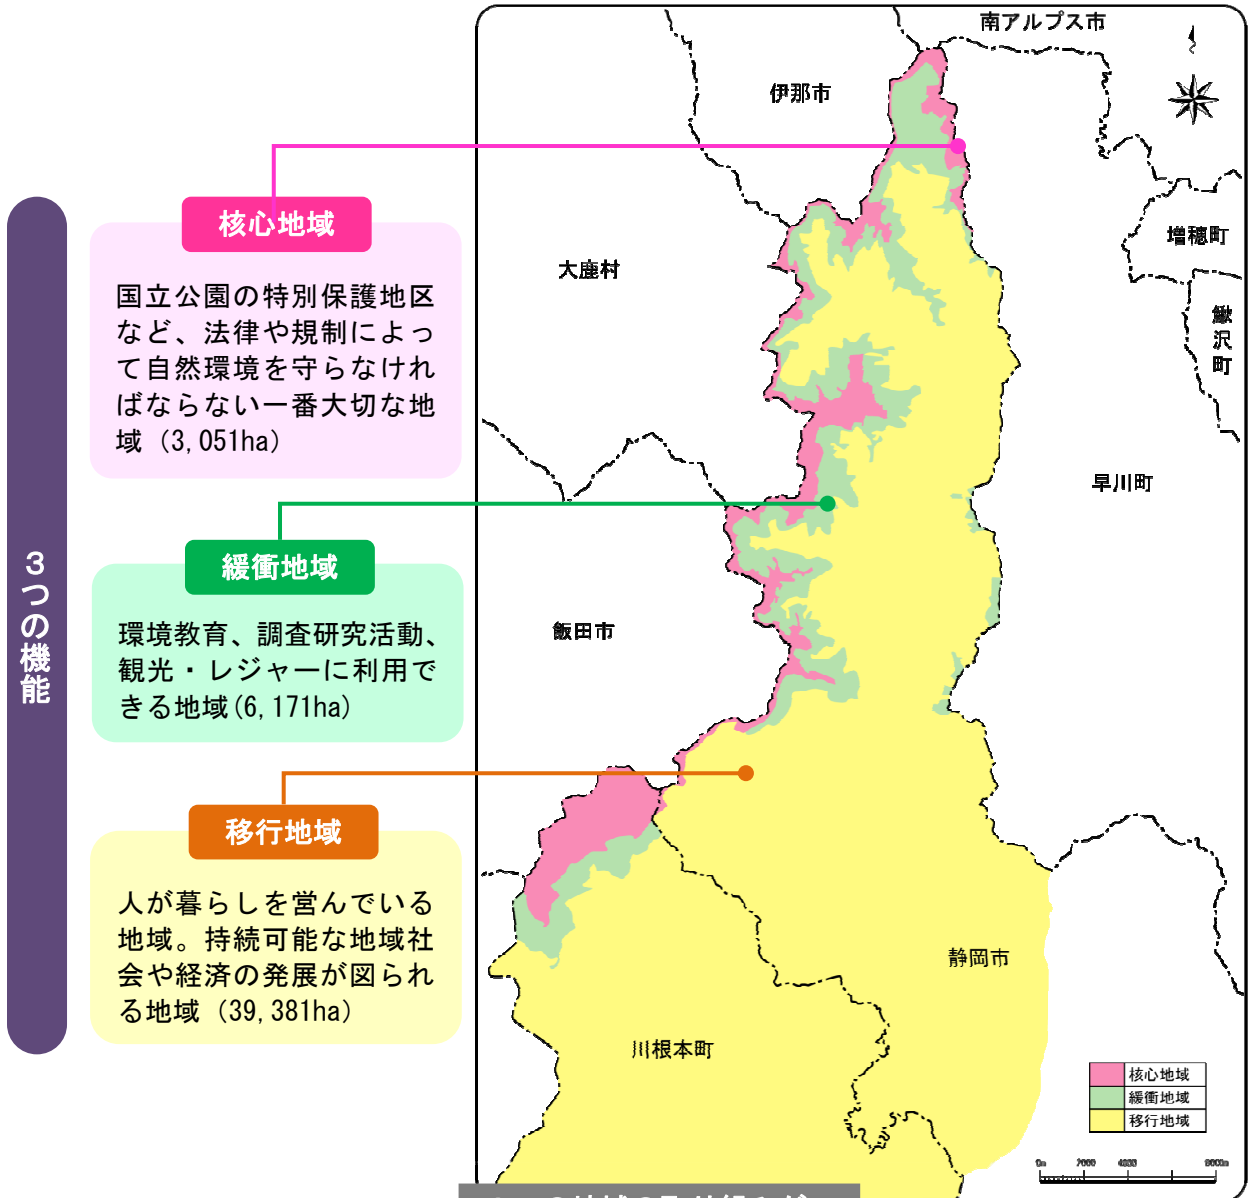 3つの機能
核心地域
国立公園の特別保護地区
など、法律や規制によっ
て自然環境を守らなけれ
ばならない一番大切な地
域（3,051ha）
緩衝地域
環境教育、調査研究活動、
観光・レジャーに利用で
きる地域(6,171ha)
移行地域
人が暮らしを営んでいる
地域。持続可能な地域社
会や経済の発展が図られ
る地域（39,381ha）
南アルプス市
伊那市
増穂町
大鹿村
鰍沢町
早川町
飯田市
静岡市
川根本町
核心地域
緩衝地域
移行地域
0m 2000 4000 8000m